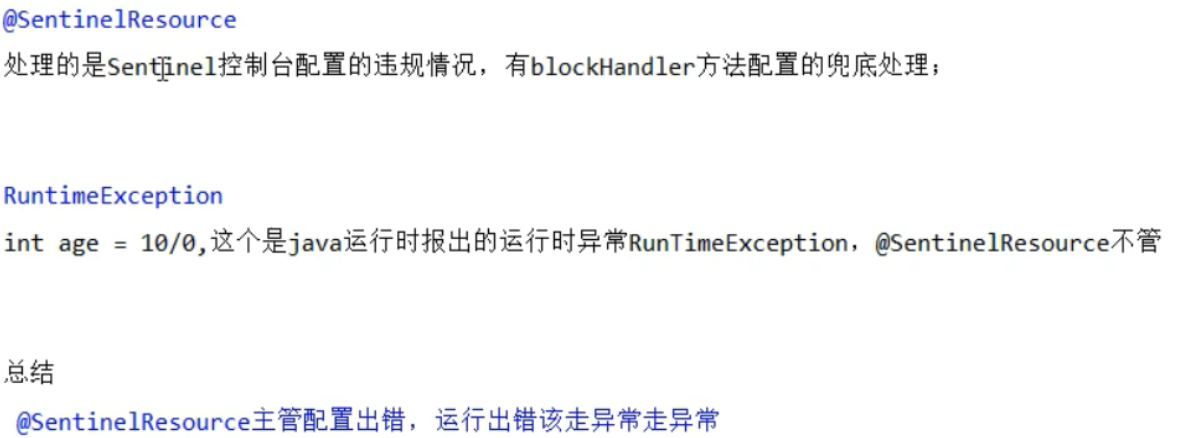 @SentinelResource
处理的是Sentinel控制台配置的违规情况，有blockHandler方法配置的兜底处理；
RuntimeException
int age = 10/0,这个是java运行时报出的运行时异常RunTimeException，@SentinelResource不管
总结
@SentinelResource主管配置出错，运行出错该走异常走异常